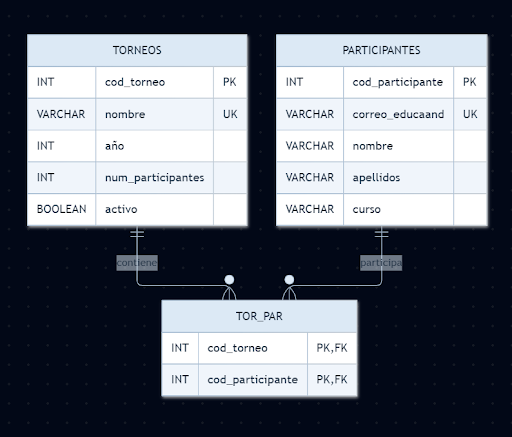 TORNEOS
INT cod_torneo PK
VARCHAR nombre UK
INT año
INT num_participantes
BOOLEAN activo
PARTICIPANTES
INT cod_participante PK
VARCHAR correo_educaand UK
VARCHAR nombre
VARCHAR apellidos
VARCHAR curso
contiene
participa
TOR_PAR
INT cod_torneo PK,FK
INT cod_participante PK,FK